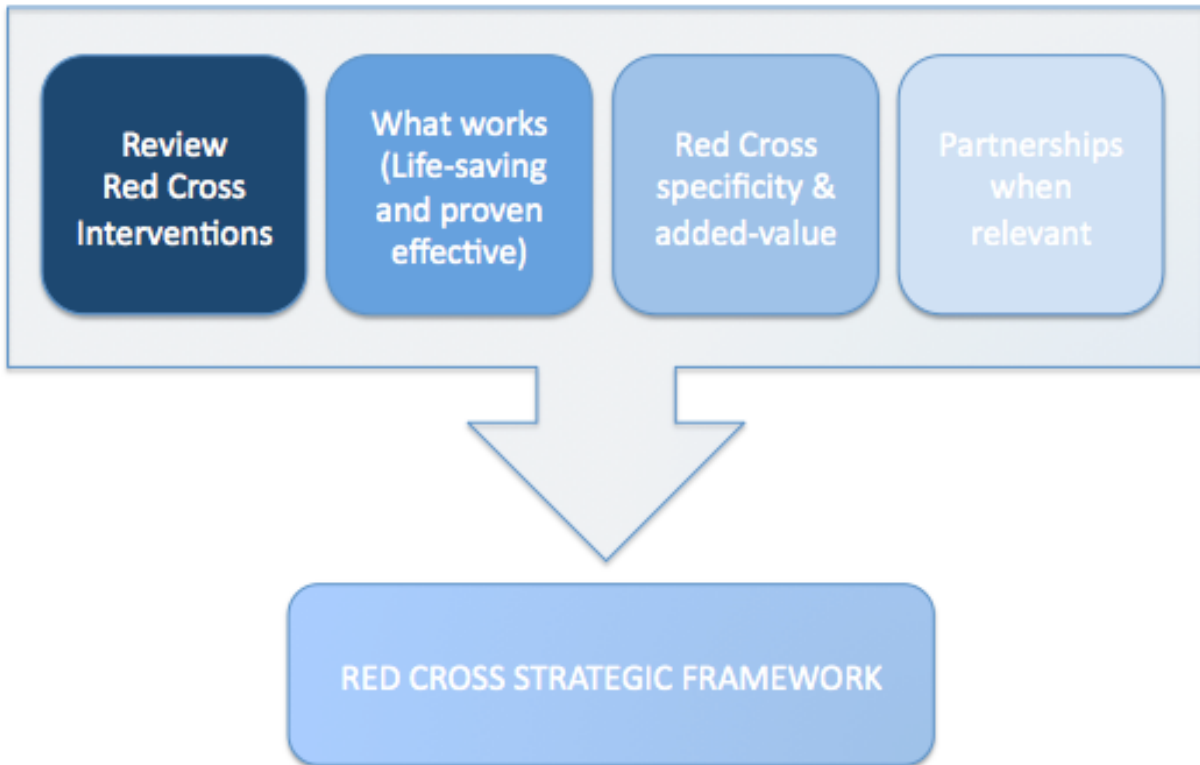 Review
Red Cross
Interventions
What works
(Life-saving
and proven
effective)
Red Cross
specificity &
added-value
Partnerships
when
relevant
RED CROSS STRATEGIC FRAMEWORK